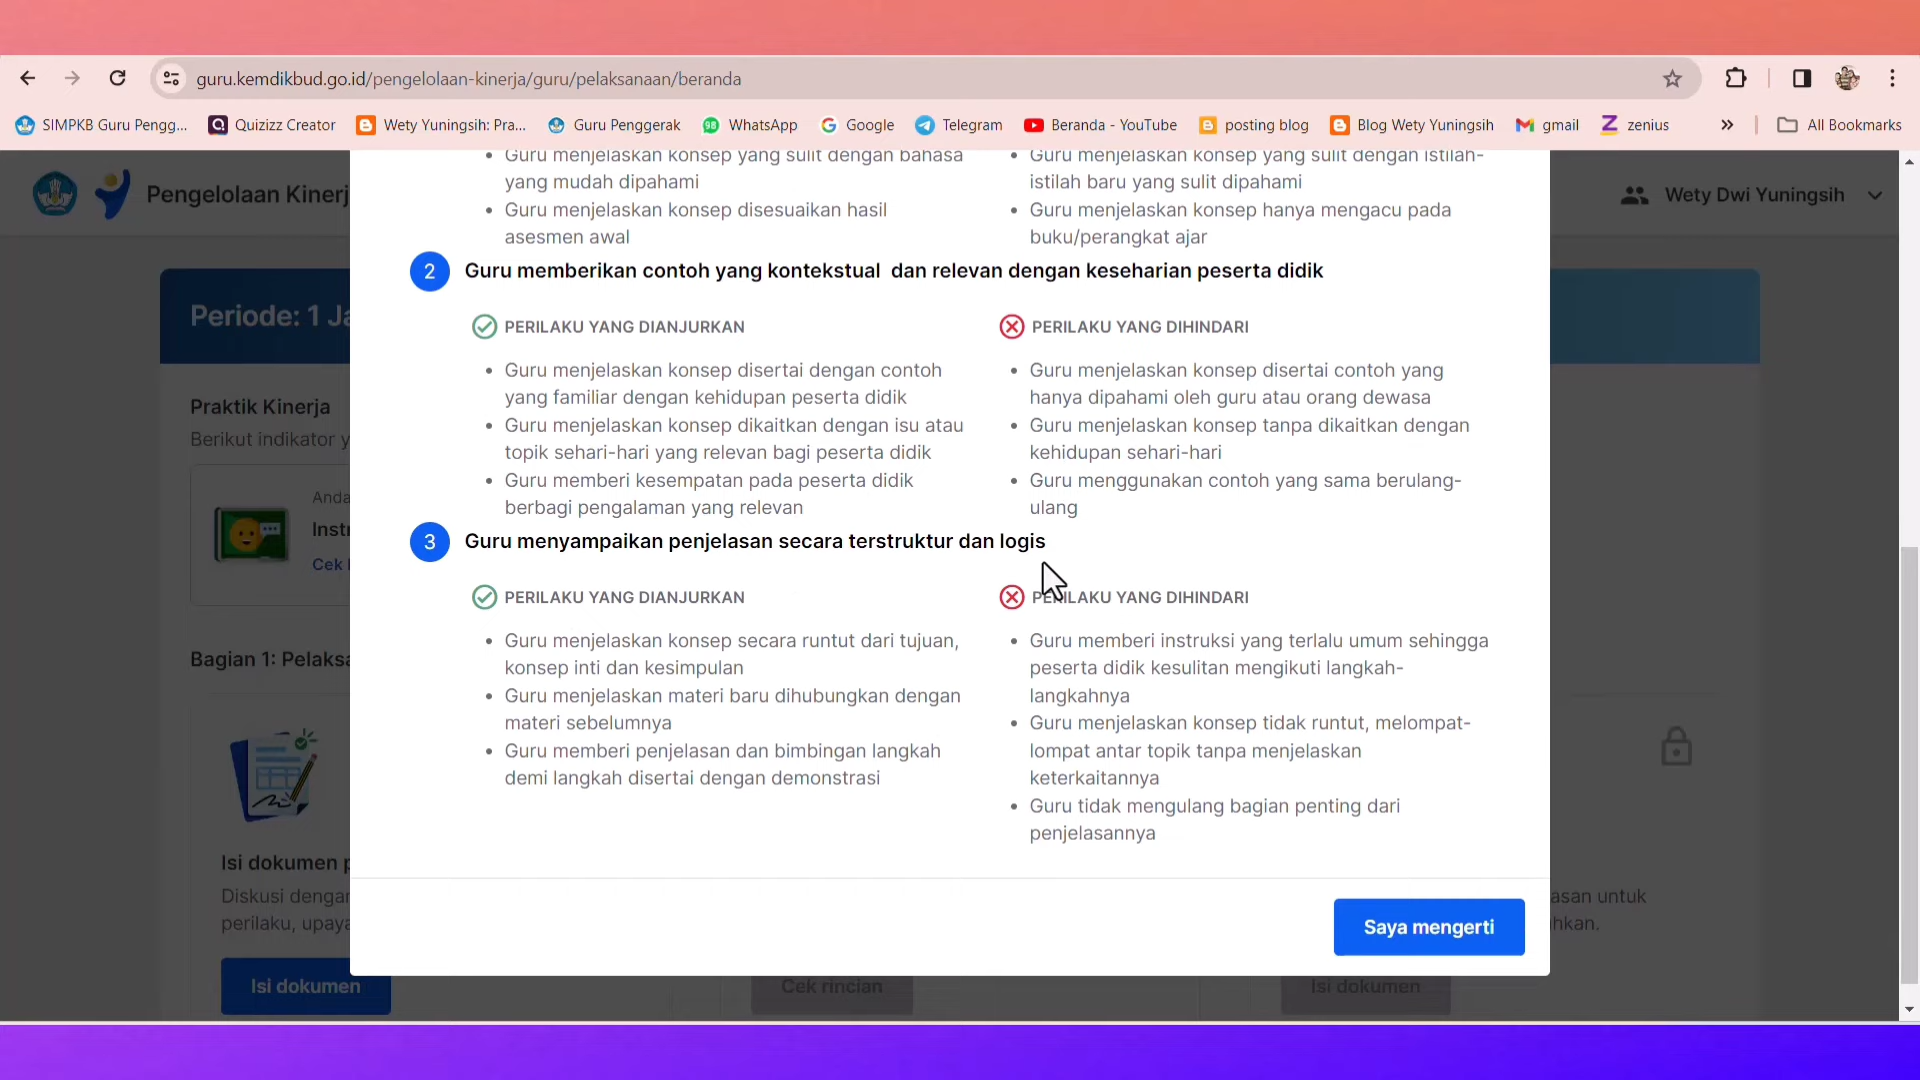 guru.kemdikbud.go.id/pengelolaan-kinerja/guru/pelaksanaan/beranda
SIMPKB Guru Pengg...
Quizizz Creator
Wety Yuningsih: Pra...
Guru Penggerak
98
WhatsApp
Google
Telegram
Beranda - YouTube
posting blog
Blog Wety Yuningsih
gmail
zenius
All Bookmarks
Pengelolaan Kinerj
Wety Dwi Yuningsih
Guru menjelaskan konsep yang sulit dengan bahasa
yang mudah dipahami
Guru menjelaskan konsep disesuaikan hasil
asesmen awal
Guru menjelaskan konsep yang sulit dengan istilah-
istilah baru yang sulit dipahami
Guru menjelaskan konsep hanya mengacu pada
buku/perangkat ajar
2
Guru memberikan contoh yang kontekstual dan relevan dengan keseharian peserta didik
PERILAKU YANG DIANJURKAN
Guru menjelaskan konsep disertai dengan contoh
yang familiar dengan kehidupan peserta didik
Guru menjelaskan konsep dikaitkan dengan isu atau
topik sehari-hari yang relevan bagi peserta didik
Guru memberi kesempatan pada peserta didik
berbagi pengalaman yang relevan
PERILAKU YANG DIHINDARI
Guru menjelaskan konsep disertai contoh yang
hanya dipahami oleh guru atau orang dewasa
Guru menjelaskan konsep tanpa dikaitkan dengan
kehidupan sehari-hari
Guru menggunakan contoh yang sama berulang-
ulang
3
Guru menyampaikan penjelasan secara terstruktur dan logis
PERILAKU YANG DIANJURKAN
Guru menjelaskan konsep secara runtut dari tujuan,
konsep inti dan kesimpulan
Guru menjelaskan materi baru dihubungkan dengan
materi sebelumnya
Guru memberi penjelasan dan bimbingan langkah
demi langkah disertai dengan demonstrasi
PERILAKU YANG DIHINDARI
Guru memberi instruksi yang terlalu umum sehingga
peserta didik kesulitan mengikuti langkah-
langkahnya
Guru menjelaskan konsep tidak runtut, melompat-
lompat antar topik tanpa menjelaskan
keterkaitannya
Guru tidak mengulang bagian penting dari
penjelasannya
Saya mengerti
Periode: 1 Ja
Praktik Kinerja
Berikut indikator y
Anda
Instr
Cek
Bagian 1: Pelaksa
Isi dokumen p
Diskusi dengar
perilaku, upaya
Isi dokumen
Cek rincian
asan untuk
hkan.
Isi dokumen